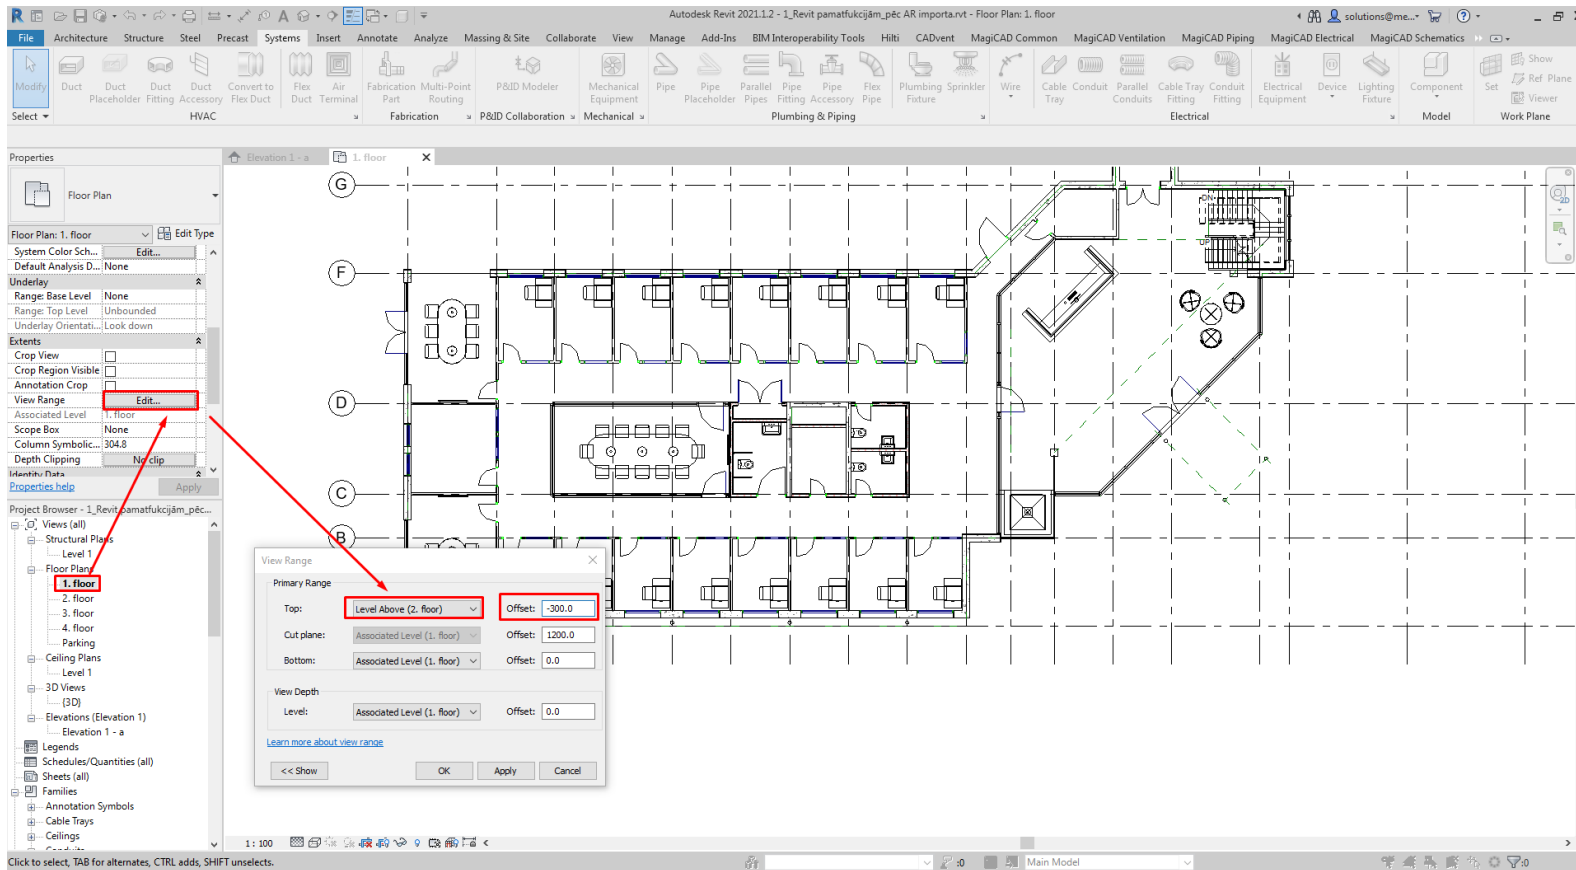 Autodesk Revit 2021.1.2 - 1_Revit pamatfukcijām_pēc AR importa.rvt - Floor Plan: 1. floor
solutions@me...
File Architecture Structure Steel Precast Systems Insert Annotate Analyze Massing & Site Collaborate View Manage Add-Ins BIM Interoperability Tools Hilti CADvent MagiCAD Common MagiCAD Ventilation MagiCAD Piping MagiCAD Electrical MagiCAD Schematics
Modify
Duct
Duct Placeholder
Duct Fitting
Duct Accessory
Convert to Flex Duct
Flex Duct
Air Terminal
Fabrication Part
Multi-Point Routing
P&ID Modeler
Mechanical Equipment
Pipe
Pipe Placeholder
Parallel Pipes
Pipe Fitting
Pipe Accessory
Flex Pipe
Plumbing Fixture
Sprinkler
Wire
Cable Tray
Conduit
Parallel Conduits
Cable Tray Fitting
Conduit Fitting
Electrical Equipment
Device
Lighting Fixture
Component
Set
Show
Ref Plane
Viewer
Select HVAC Fabrication P&ID Collaboration Mechanical Plumbing & Piping Electrical Model Work Plane
Properties
Elevation 1 - a
1. floor
Floor Plan
Floor Plan: 1. floor
Edit Type
System Color Sch... Edit...
Default Analysis D... None
Underlay
Range: Base Level None
Range: Top Level Unbounded
Underlay Orientati... Look down
Extents
Crop View
Crop Region Visible
Annotation Crop
View Range Edit...
Associated Level 1. floor
Scope Box None
Column Symbolic... 304.8
Depth Clipping No clip
Identity Data
Properties help
Apply
Project Browser - 1_Revit pamatfukcijām_pēc...
Views (all)
Structural Plans
Level 1
Floor Plans
1. floor
2. floor
3. floor
4. floor
Parking
Ceiling Plans
Level 1
3D Views
{3D}
Elevations (Elevation 1)
Elevation 1 - a
Legends
Schedules/Quantities (all)
Sheets (all)
Families
Annotation Symbols
Cable Trays
Ceilings
Conduits
G
F
D
C
B
DN
UP
2D
View Range
Primary Range
Top: Level Above (2. floor) Offset: -300.0
Cut plane: Associated Level (1. floor) Offset: 1200.0
Bottom: Associated Level (1. floor) Offset: 0.0
View Depth
Level: Associated Level (1. floor) Offset: 0.0
Learn more about view range
<< Show OK Apply Cancel
1 : 100
Click to select, TAB for alternates, CTRL adds, SHIFT unselects.
:0
Main Model
:0